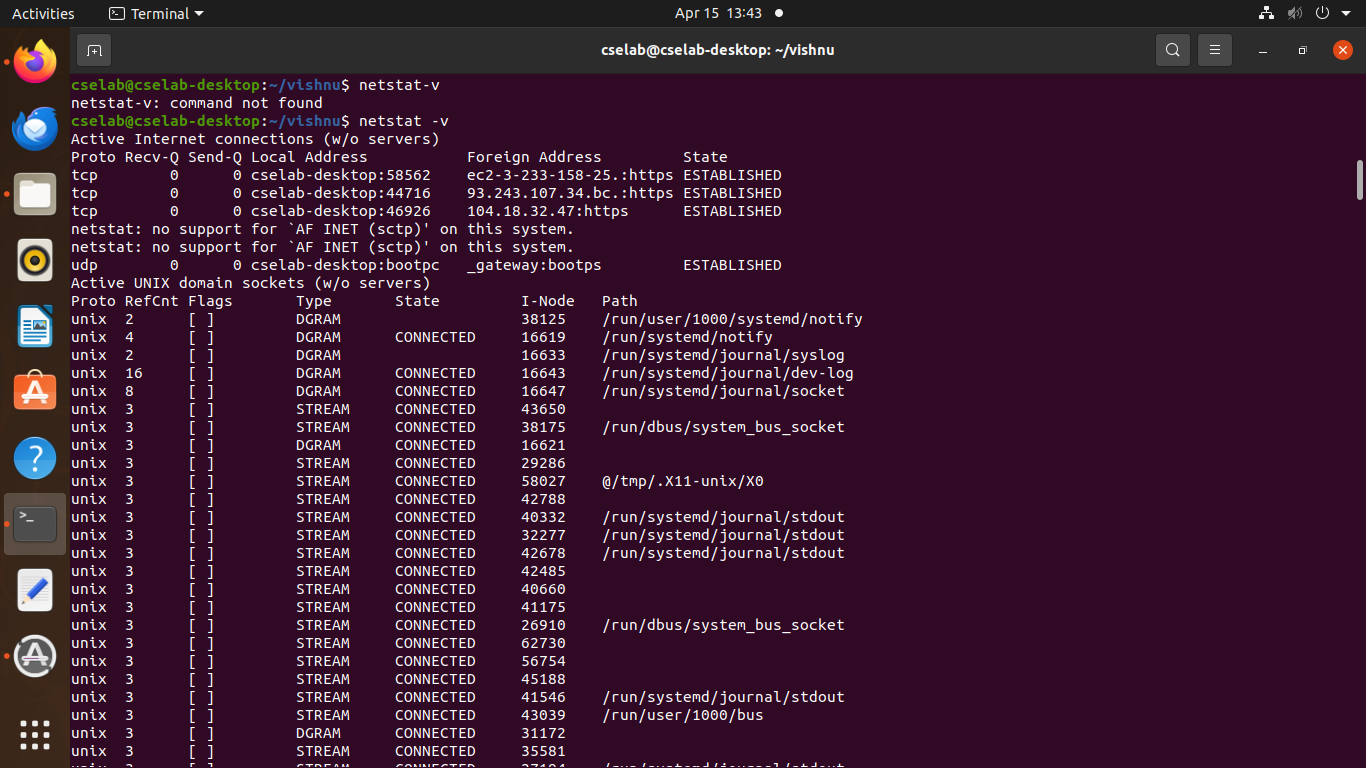 Activities Terminal Apr 15 13:43
cselab@cselab-desktop: ~/vishnu
cselab@cselab-desktop:~/vishnu$ netstat-v
netstat-v: command not found
cselab@cselab-desktop:~/vishnu$ netstat -v
Active Internet connections (w/o servers)
Proto Recv-Q Send-Q Local Address           Foreign Address         State
tcp        0      0 cselab-desktop:58562    ec2-3-233-158-25.:https ESTABLISHED
tcp        0      0 cselab-desktop:44716    93.243.107.34.bc.:https ESTABLISHED
tcp        0      0 cselab-desktop:46926    104.18.32.47:https      ESTABLISHED
netstat: no support for `AF INET (sctp)' on this system.
netstat: no support for `AF INET (sctp)' on this system.
udp        0      0 cselab-desktop:bootpc   _gateway:bootps         ESTABLISHED
Active UNIX domain sockets (w/o servers)
Proto RefCnt Flags       Type       State         I-Node   Path
unix  2      [ ]         DGRAM                    38125    /run/user/1000/systemd/notify
unix  4      [ ]         DGRAM      CONNECTED     16619    /run/systemd/notify
unix  2      [ ]         DGRAM                    16633    /run/systemd/journal/syslog
unix  16     [ ]         DGRAM      CONNECTED     16643    /run/systemd/journal/dev-log
unix  8      [ ]         DGRAM      CONNECTED     16647    /run/systemd/journal/socket
unix  3      [ ]         STREAM     CONNECTED     43650
unix  3      [ ]         STREAM     CONNECTED     38175    /run/dbus/system_bus_socket
unix  3      [ ]         DGRAM      CONNECTED     16621
unix  3      [ ]         STREAM     CONNECTED     29286
unix  3      [ ]         STREAM     CONNECTED     58027    @/tmp/.X11-unix/X0
unix  3      [ ]         STREAM     CONNECTED     42788
unix  3      [ ]         STREAM     CONNECTED     40332    /run/systemd/journal/stdout
unix  3      [ ]         STREAM     CONNECTED     32277    /run/systemd/journal/stdout
unix  3      [ ]         STREAM     CONNECTED     42678    /run/systemd/journal/stdout
unix  3      [ ]         STREAM     CONNECTED     42485
unix  3      [ ]         STREAM     CONNECTED     40660
unix  3      [ ]         STREAM     CONNECTED     41175
unix  3      [ ]         STREAM     CONNECTED     26910    /run/dbus/system_bus_socket
unix  3      [ ]         STREAM     CONNECTED     62730
unix  3      [ ]         STREAM     CONNECTED     56754
unix  3      [ ]         STREAM     CONNECTED     45188
unix  3      [ ]         STREAM     CONNECTED     41546    /run/systemd/journal/stdout
unix  3      [ ]         STREAM     CONNECTED     43039    /run/user/1000/bus
unix  3      [ ]         DGRAM      CONNECTED     31172
unix  3      [ ]         STREAM     CONNECTED     35581
unix  3      [ ]         STREAM     CONNECTED              /run/systemd/journal/stdout